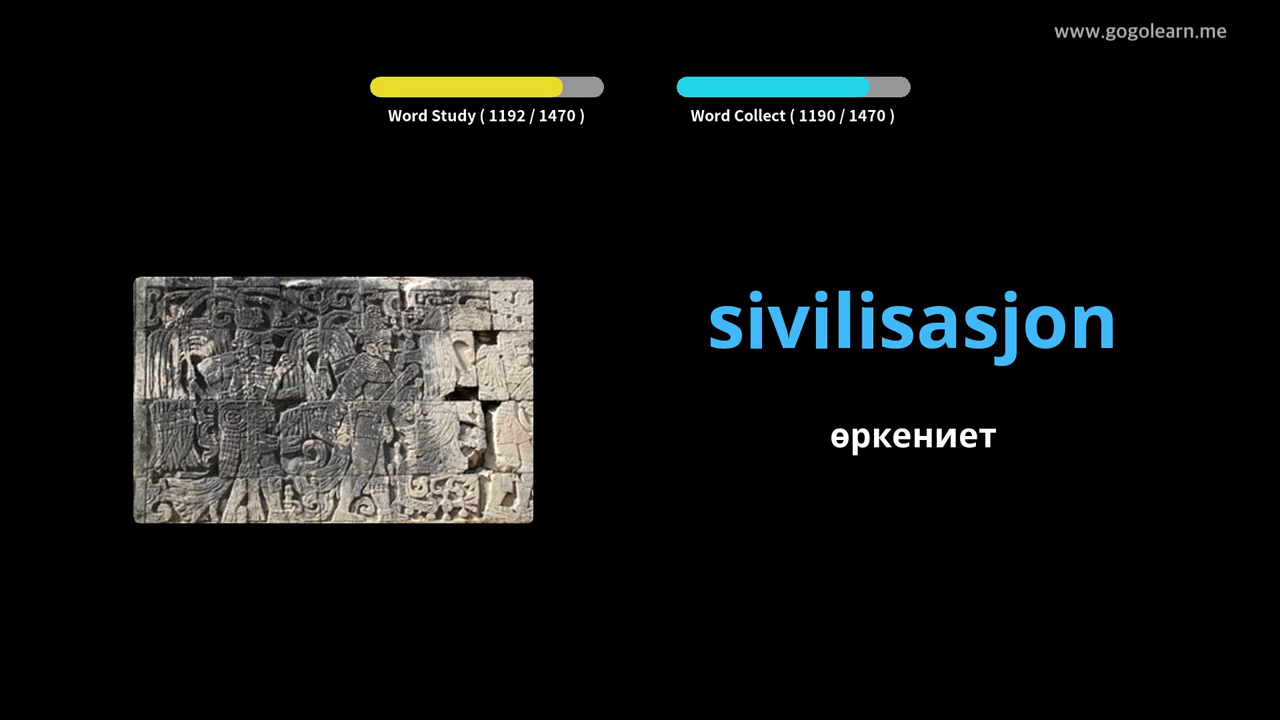 www.gogolearn.me
Word Study ( 1192 / 1470 )
Word Collect ( 1190 / 1470 )
sivilisasjon
өркениет